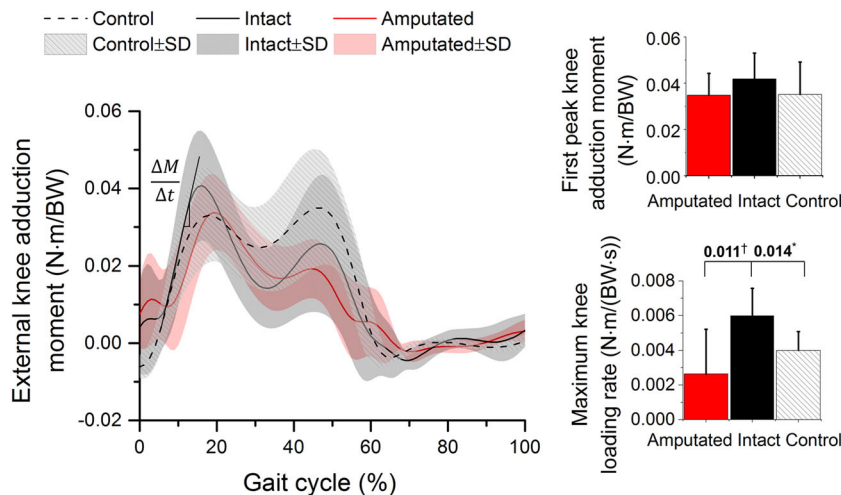 Control Intact Amputated
Control±SD Intact±SD Amputated±SD
External knee adduction
moment (N·m/BW)
0.06
0.04
0.02
0.00
-0.02
ΔM
Δt
0 20 40 60 80 100
Gait cycle (%)
First peak knee
adduction moment
(N·m/BW)
0.06
0.04
0.02
0.00
Amputated Intact Control
Maximum knee
loading rate (N·m/(BW·s))
0.011† 0.014*
0.008
0.006
0.004
0.002
0.000
Amputated Intact Control